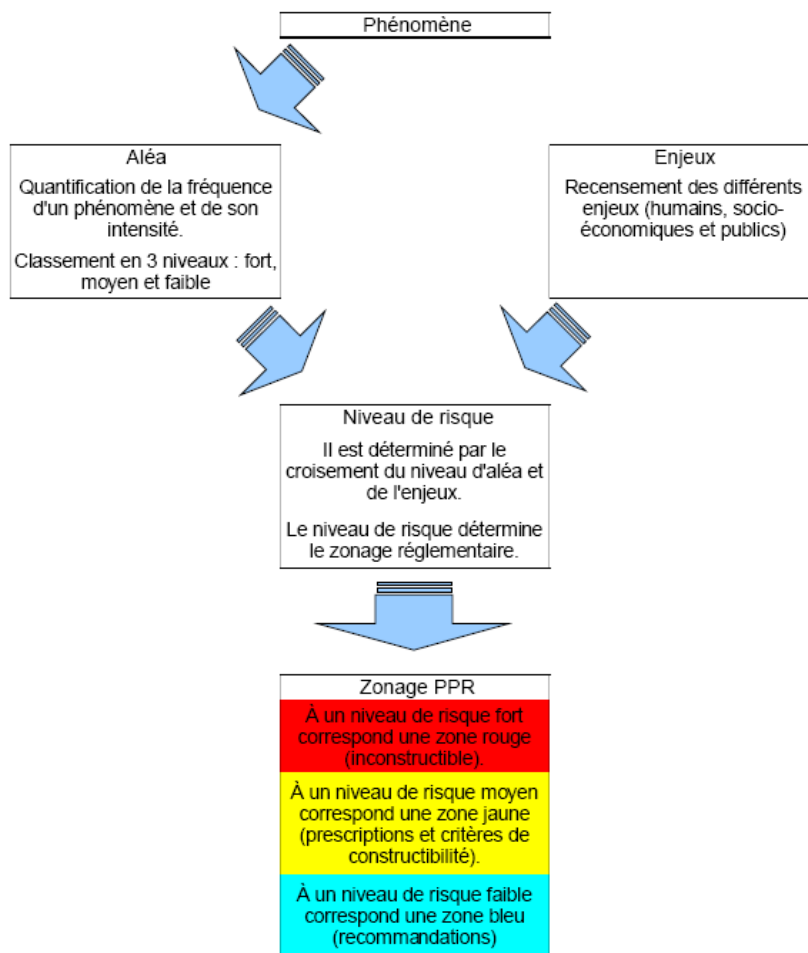 Phénomène
Aléa
Quantification de la fréquence
d'un phénomène et de son
intensité.
Classement en 3 niveaux : fort,
moyen et faible
Enjeux
Recensement des différents
enjeux (humains, socio-
économiques et publics)
Niveau de risque
Il est déterminé par le
croisement du niveau d'aléa et
de l'enjeux.
Le niveau de risque détermine
le zonage réglementaire.
Zonage PPR
À un niveau de risque fort
correspond une zone rouge
(inconstructible).
À un niveau de risque moyen
correspond une zone jaune
(prescriptions et critères de
constructibilité).
À un niveau de risque faible
correspond une zone bleu
(recommandations)